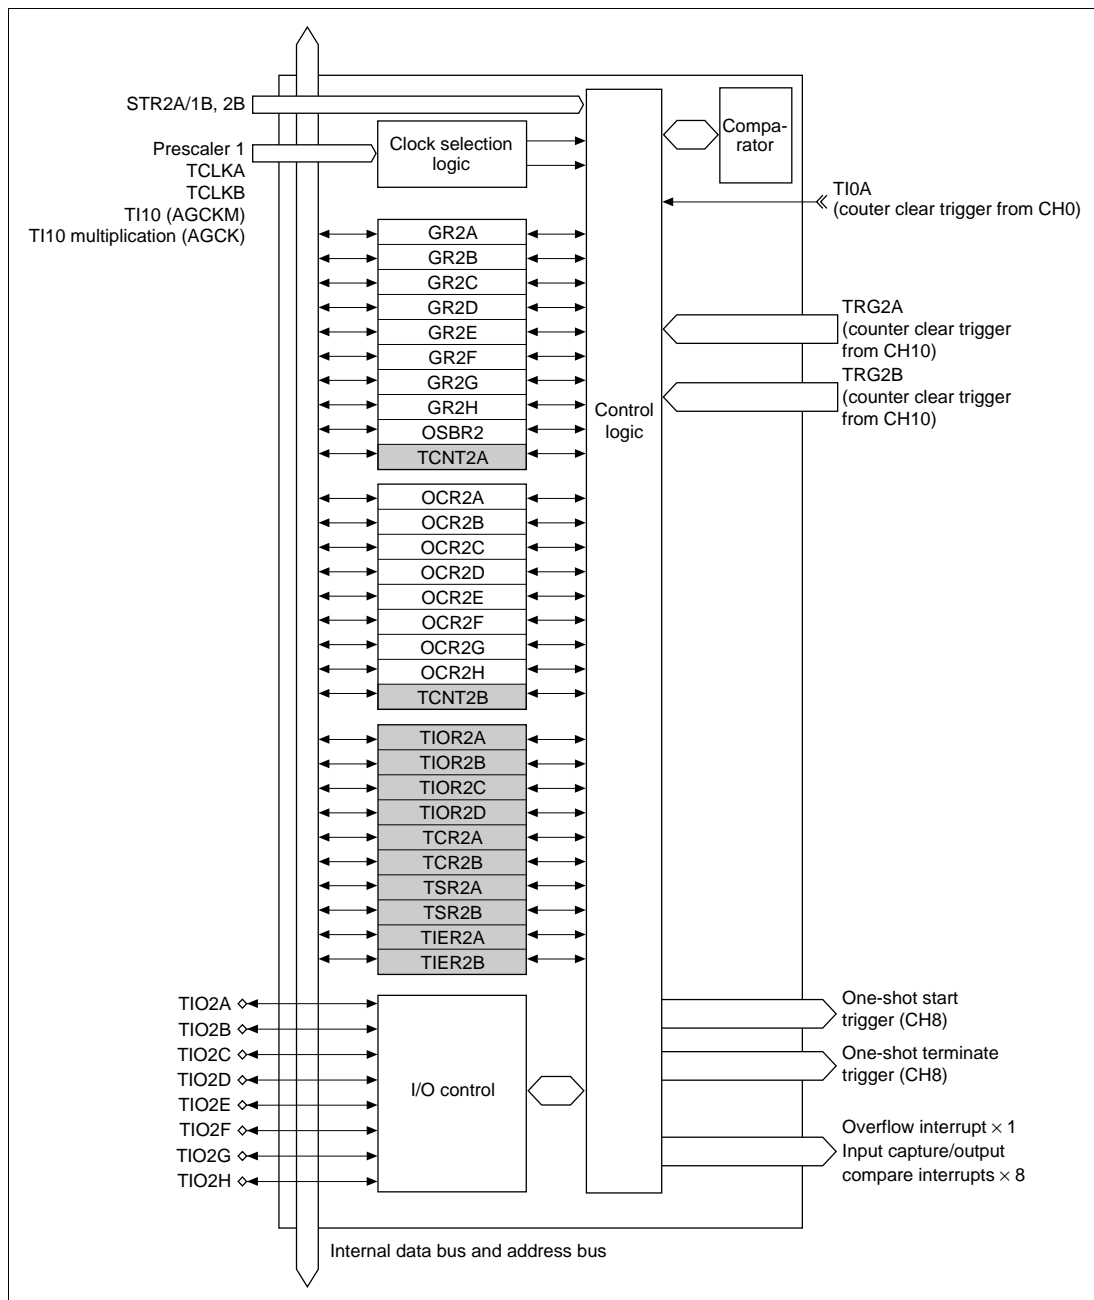 STR2A/1B, 2B
Prescaler 1
TCLKA
TCLKB
TI10 (AGCKM)
TI10 multiplication (AGCK)
Clock selection
logic
Compa-
rator
TI0A
(couter clear trigger from CH0)
GR2A
GR2B
GR2C
GR2D
GR2E
GR2F
GR2G
GR2H
OSBR2
TCNT2A
TRG2A
(counter clear trigger
from CH10)
TRG2B
(counter clear trigger
from CH10)
Control
logic
OCR2A
OCR2B
OCR2C
OCR2D
OCR2E
OCR2F
OCR2G
OCR2H
TCNT2B
TIOR2A
TIOR2B
TIOR2C
TIOR2D
TCR2A
TCR2B
TSR2A
TSR2B
TIER2A
TIER2B
TIO2A
TIO2B
TIO2C
TIO2D
TIO2E
TIO2F
TIO2G
TIO2H
I/O control
One-shot start
trigger (CH8)
One-shot terminate
trigger (CH8)
Overflow interrupt × 1
Input capture/output
compare interrupts × 8
Internal data bus and address bus